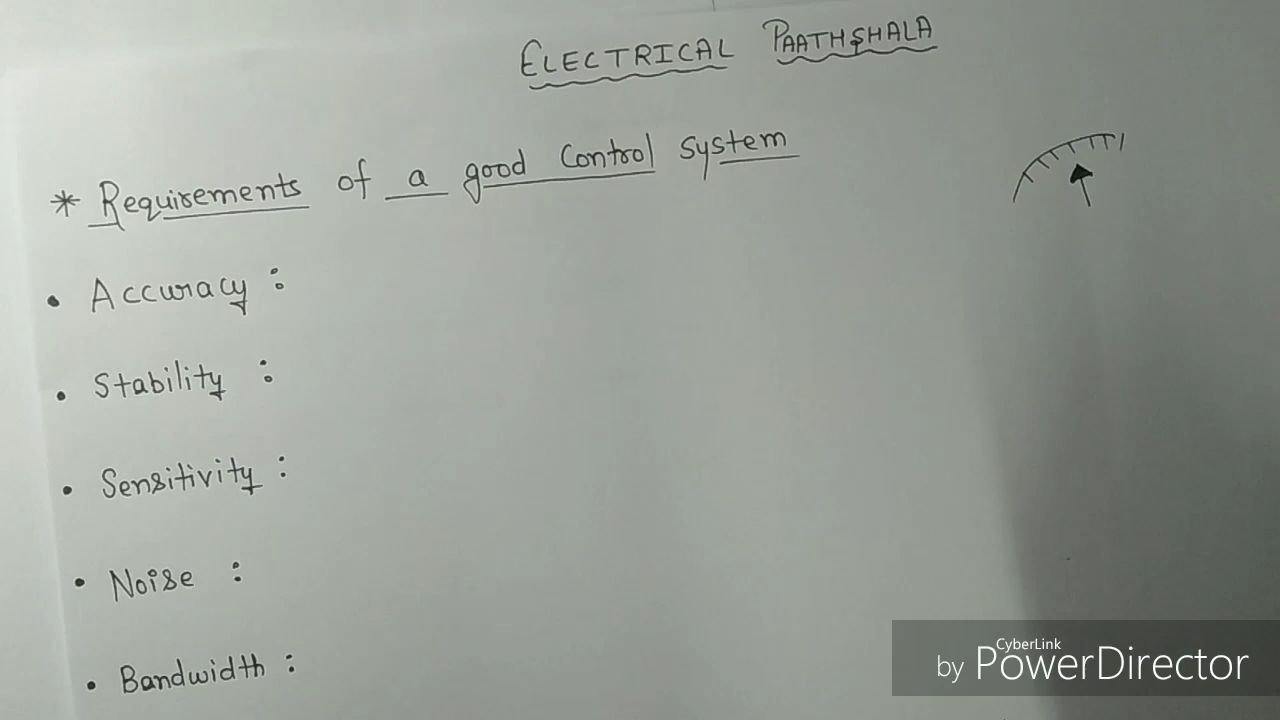 ELECTRICAL PAATHSHALA
* Requirements of a good Control system
• Accuracy :
• Stability :
• Sensitivity :
• Noise :
• Bandwidth :
CyberLink
by PowerDirector